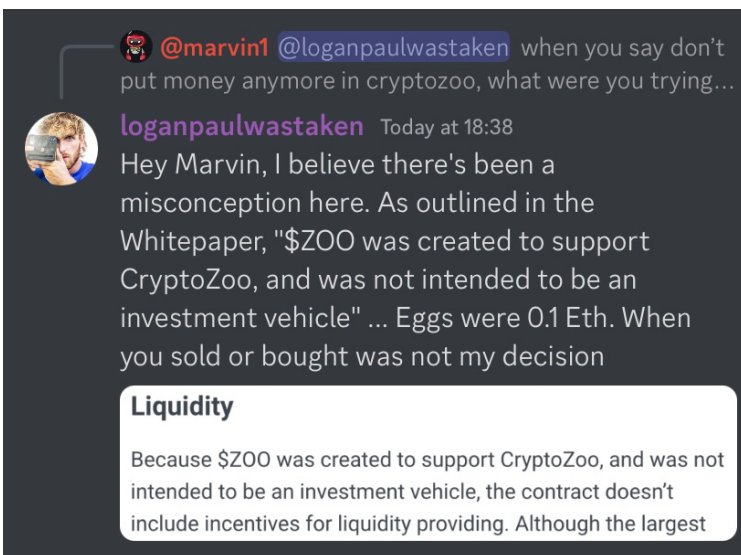 @marvin1 @loganpaulwastaken when you say don't
put money anymore in cryptozoo, what were you trying...
loganpaulwastaken Today at 18:38
Hey Marvin, I believe there's been a
misconception here. As outlined in the
Whitepaper, "$ZOO was created to support
CryptoZoo, and was not intended to be an
investment vehicle" ... Eggs were 0.1 Eth. When
you sold or bought was not my decision
Liquidity
Because $ZOO was created to support CryptoZoo, and was not
intended to be an investment vehicle, the contract doesn't
include incentives for liquidity providing. Although the largest